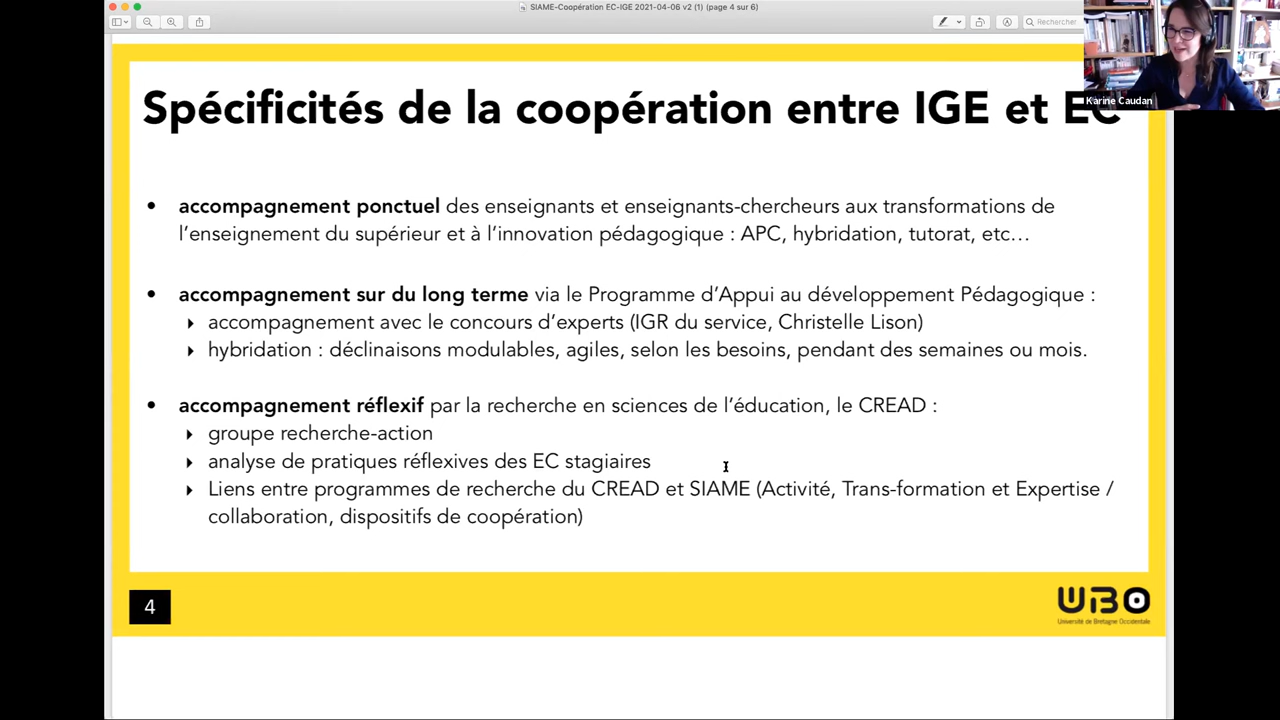 SIAME-Coopération EC-IGE 2021-04-06 v2 (1) (page 4 sur 6)
Rechercher
Karine Caudan
Spécificités de la coopération entre IGE et EC
• accompagnement ponctuel des enseignants et enseignants-chercheurs aux transformations de
l’enseignement du supérieur et à l’innovation pédagogique : APC, hybridation, tutorat, etc…
• accompagnement sur du long terme via le Programme d’Appui au développement Pédagogique :
accompagnement avec le concours d’experts (IGR du service, Christelle Lison)
hybridation : déclinaisons modulables, agiles, selon les besoins, pendant des semaines ou mois.
• accompagnement réflexif par la recherche en sciences de l’éducation, le CREAD :
groupe recherche-action
analyse de pratiques réflexives des EC stagiaires
Liens entre programmes de recherche du CREAD et SIAME (Activité, Trans-formation et Expertise /
collaboration, dispositifs de coopération)
4
UBO
Université de Bretagne Occidentale